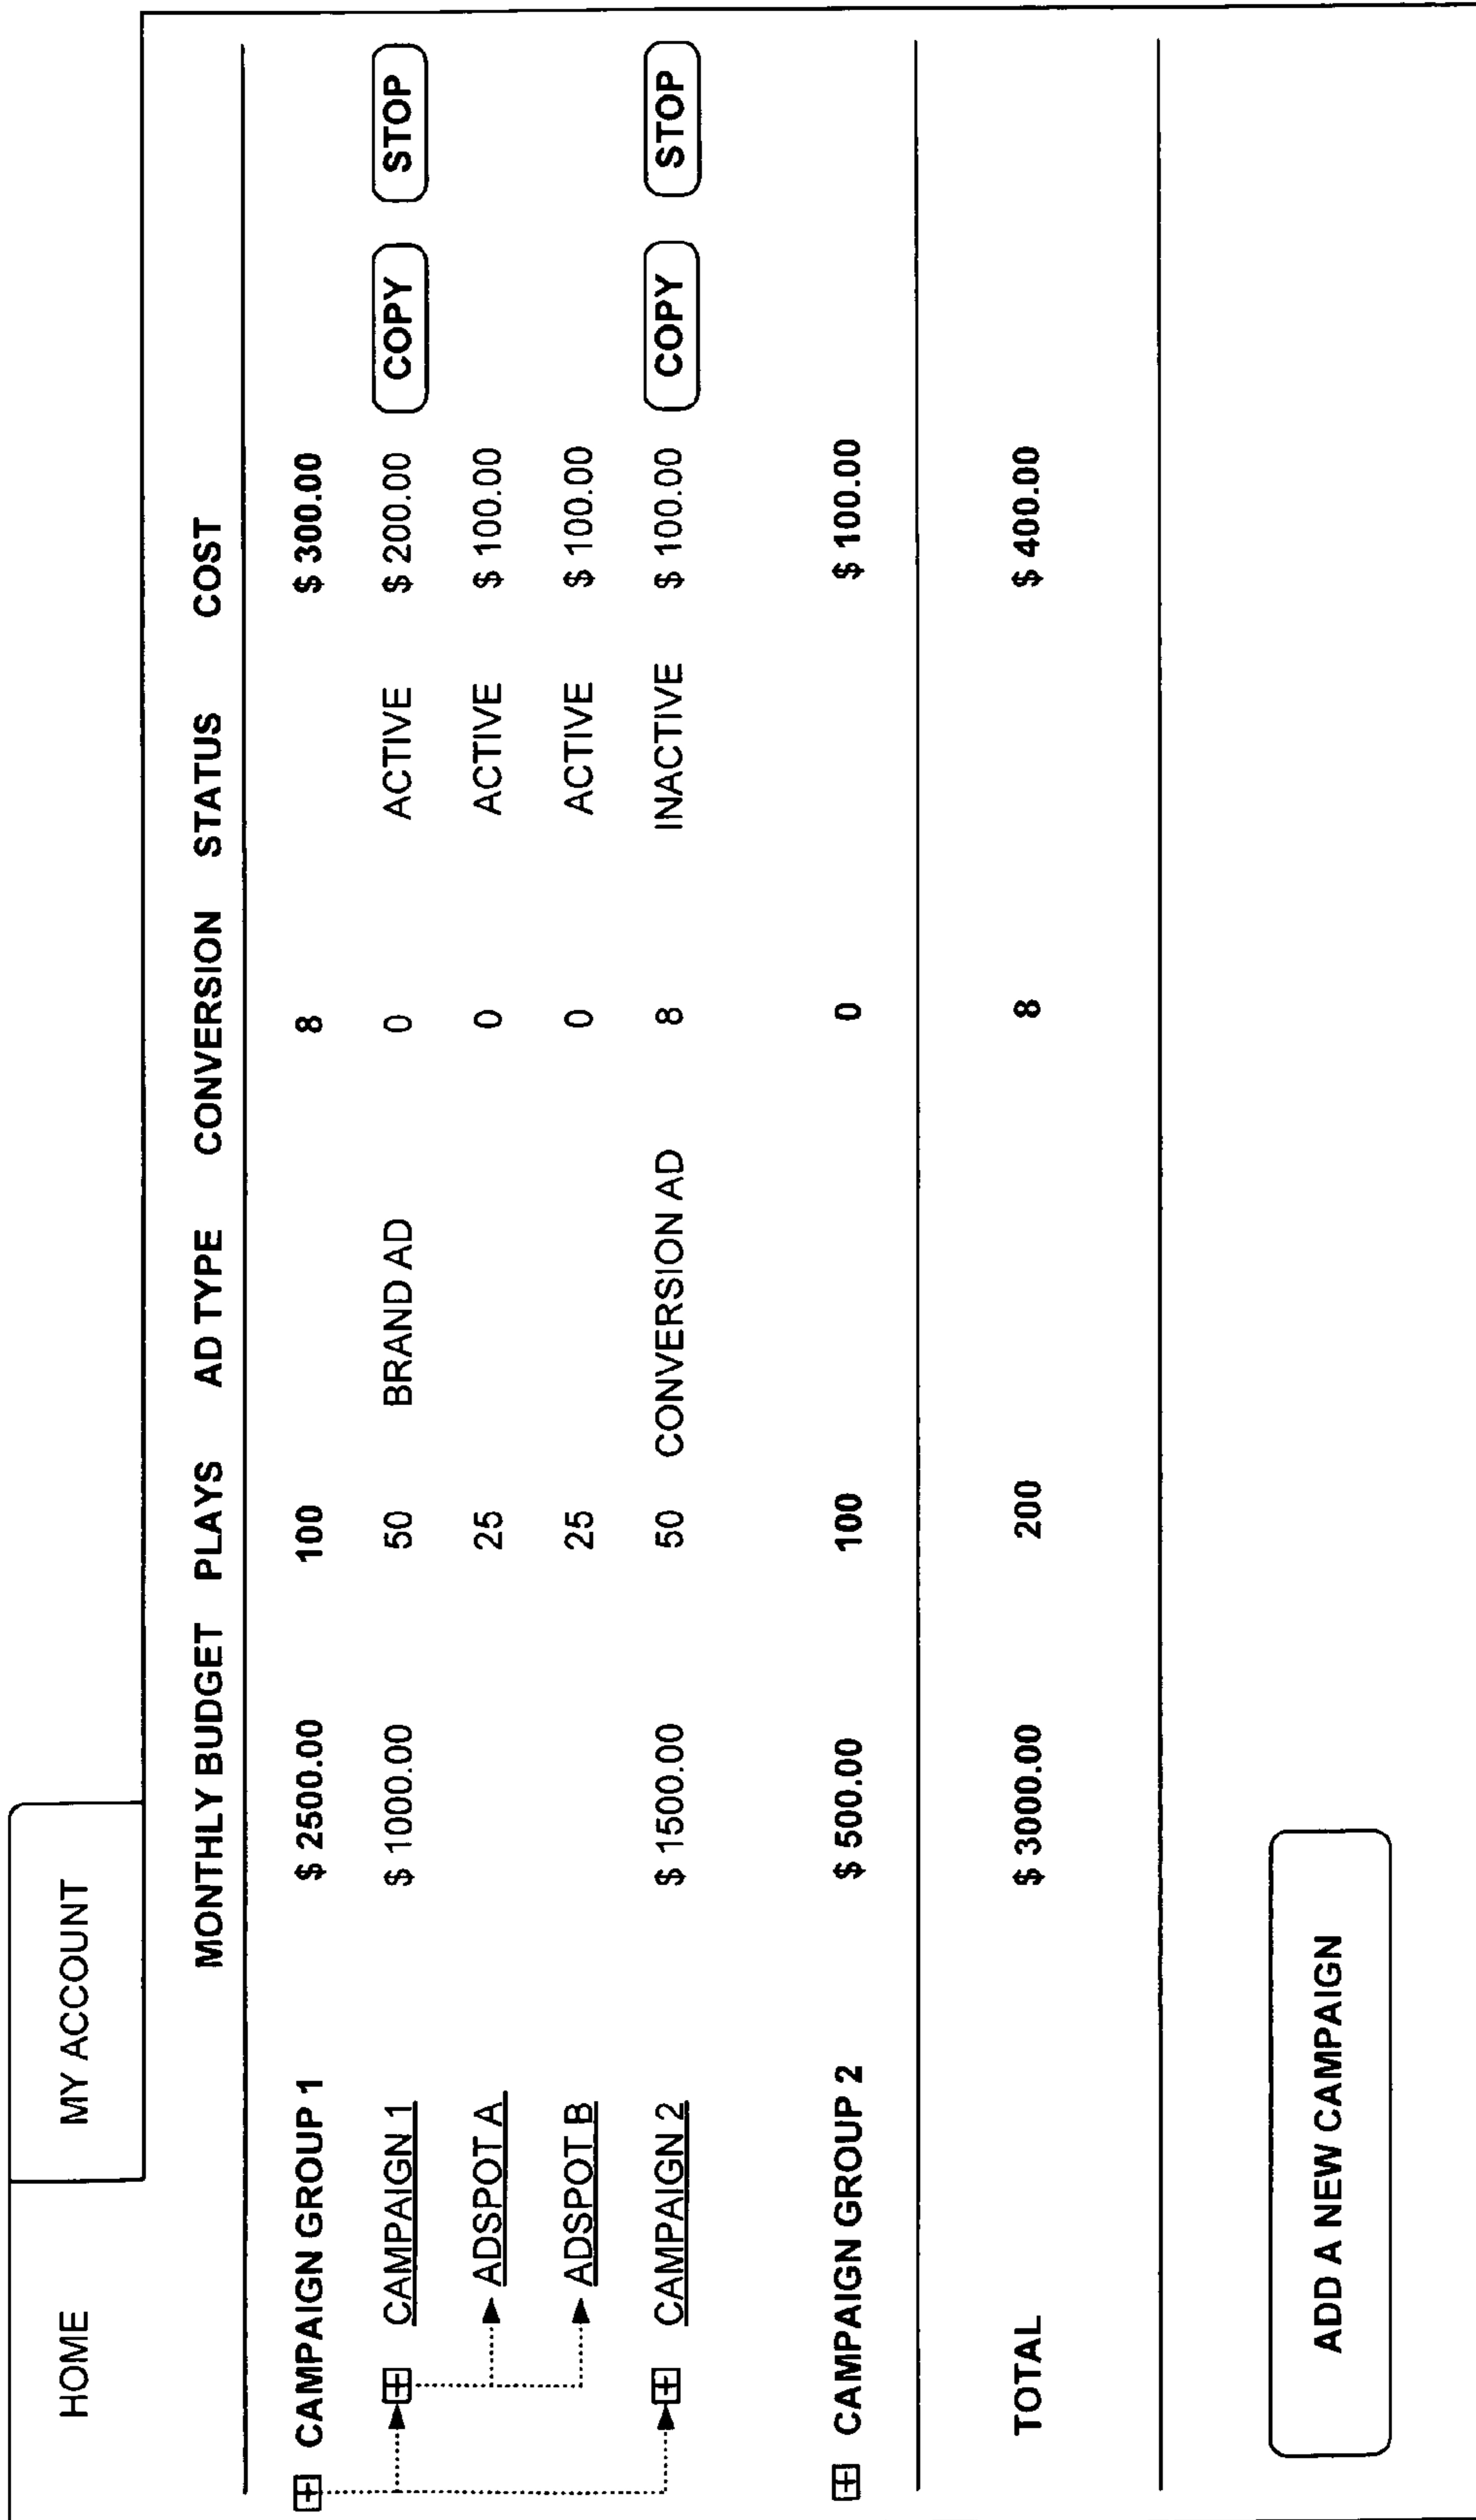 HOME MY ACCOUNT
MONTHLY BUDGET PLAYS AD TYPE CONVERSION STATUS COST
CAMPAIGN GROUP 1 $ 2500.00 100 8 $ 300.00
CAMPAIGN 1 $ 1000.00 50 BRAND AD 0 ACTIVE $ 200.00 COPY STOP
ADSPOT A 25 0 ACTIVE $ 100.00
ADSPOT B 25 0 ACTIVE $ 100.00
CAMPAIGN 2 $ 1500.00 50 CONVERSION AD 8 INACTIVE $ 100.00 COPY STOP
CAMPAIGN GROUP 2 $ 500.00 100 0 $ 100.00
TOTAL $ 3000.00 200 8 $ 400.00
ADD A NEW CAMPAIGN